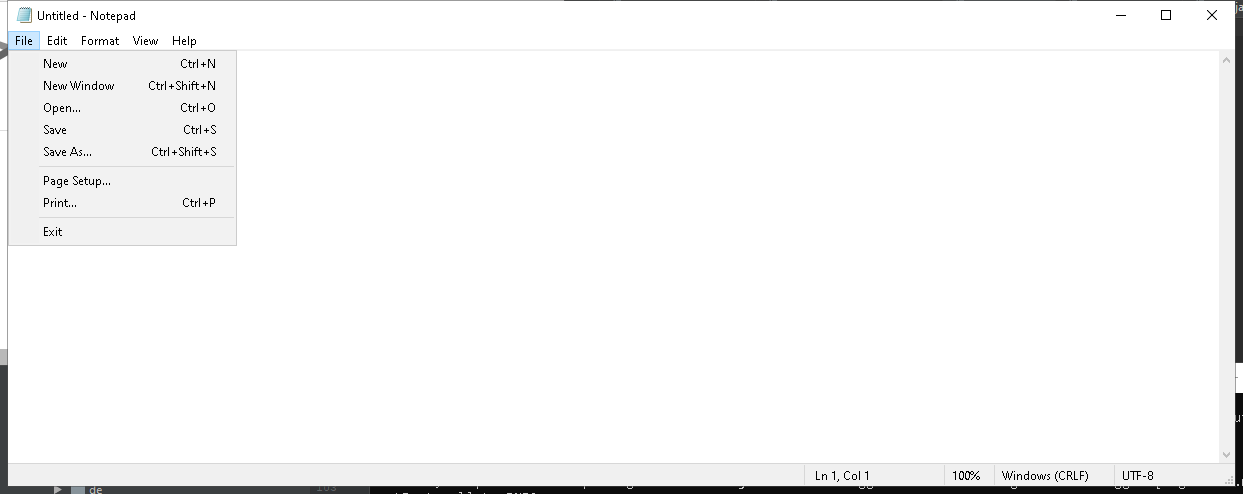 Untitled - Notepad
File Edit Format View Help
New Ctrl+N
New Window Ctrl+Shift+N
Open... Ctrl+O
Save Ctrl+S
Save As... Ctrl+Shift+S
Page Setup...
Print... Ctrl+P
Exit
Ln 1, Col 1 100% Windows (CRLF) UTF-8
de